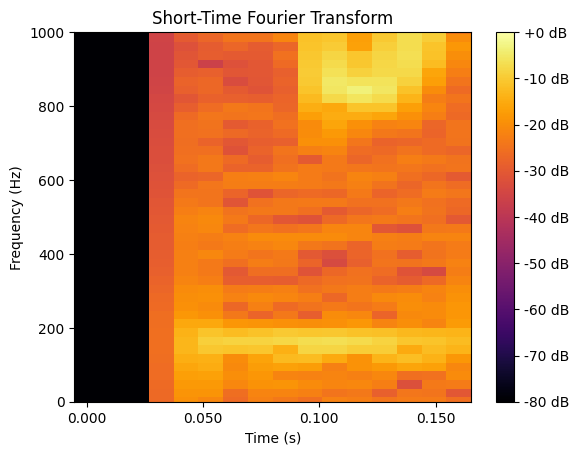 Short-Time Fourier Transform
1000
800
600
400
200
0
Frequency (Hz)
0.000
0.050
0.100
0.150
Time (s)
+0 dB
-10 dB
-20 dB
-30 dB
-40 dB
-50 dB
-60 dB
-70 dB
-80 dB